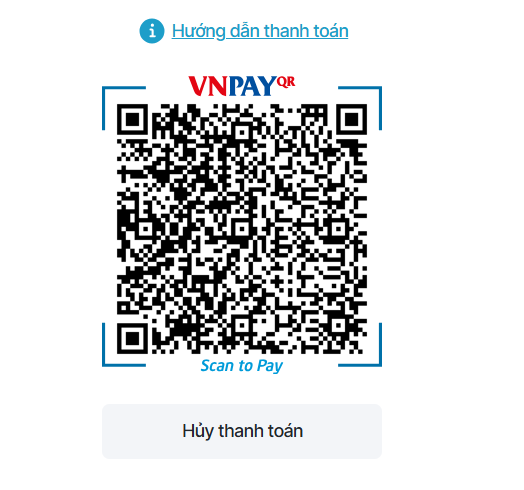 Hướng dẫn thanh toán
VNPAYQR
Scan to Pay
Hủy thanh toán